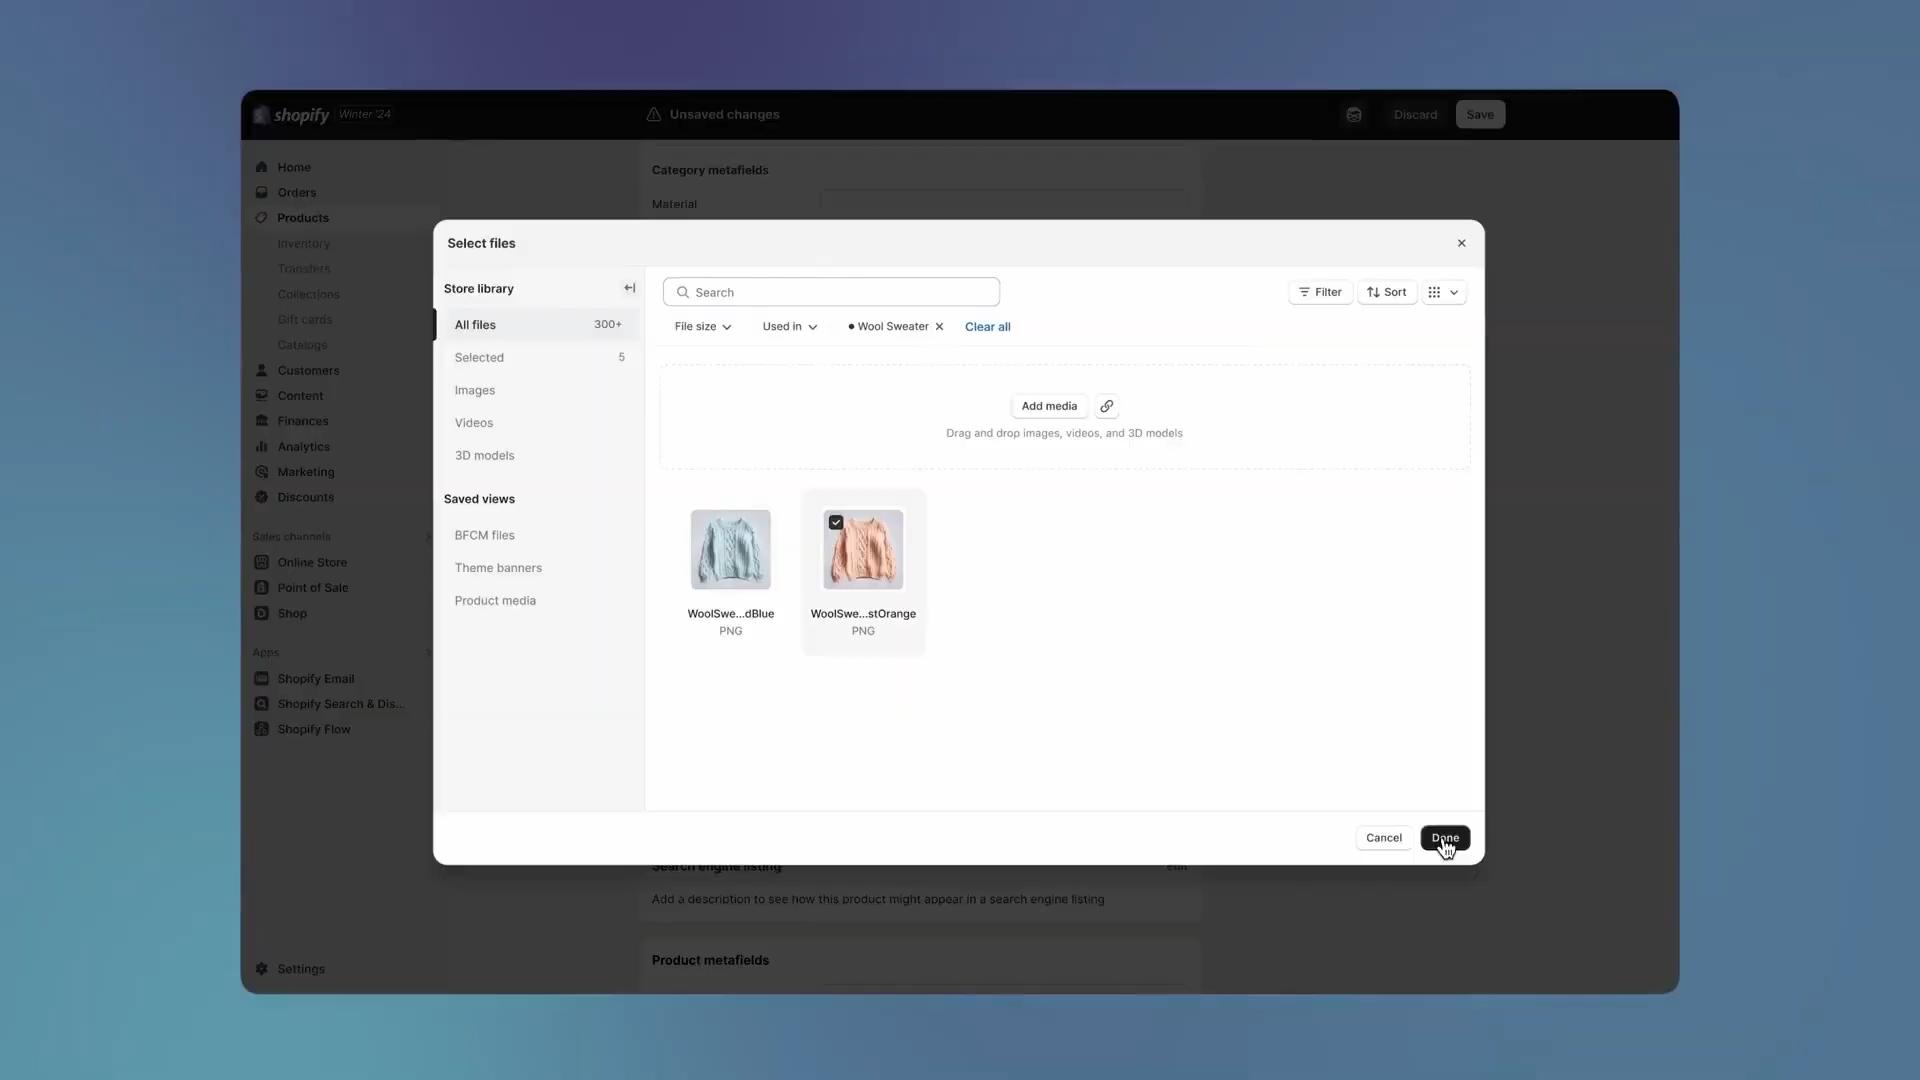 shopify Winter '24
Unsaved changes
Discard
Save
Home
Orders
Products
Inventory
Transfers
Collections
Gift cards
Catalogs
Customers
Content
Finances
Analytics
Marketing
Discounts
Sales channels
Online Store
Point of Sale
Shop
Apps
Shopify Email
Shopify Search & Dis...
Shopify Flow
Settings
Category metafields
Material
Select files
Store library
All files 300+
Selected 5
Images
Videos
3D models
Saved views
BFCM files
Theme banners
Product media
Search
Filter
Sort
File size
Used in
Wool Sweater
Clear all
Add media
Drag and drop images, videos, and 3D models
WoolSwe...dBlue
PNG
WoolSwe...stOrange
PNG
Cancel
Done
Search engine listing
Edit
Add a description to see how this product might appear in a search engine listing
Product metafields